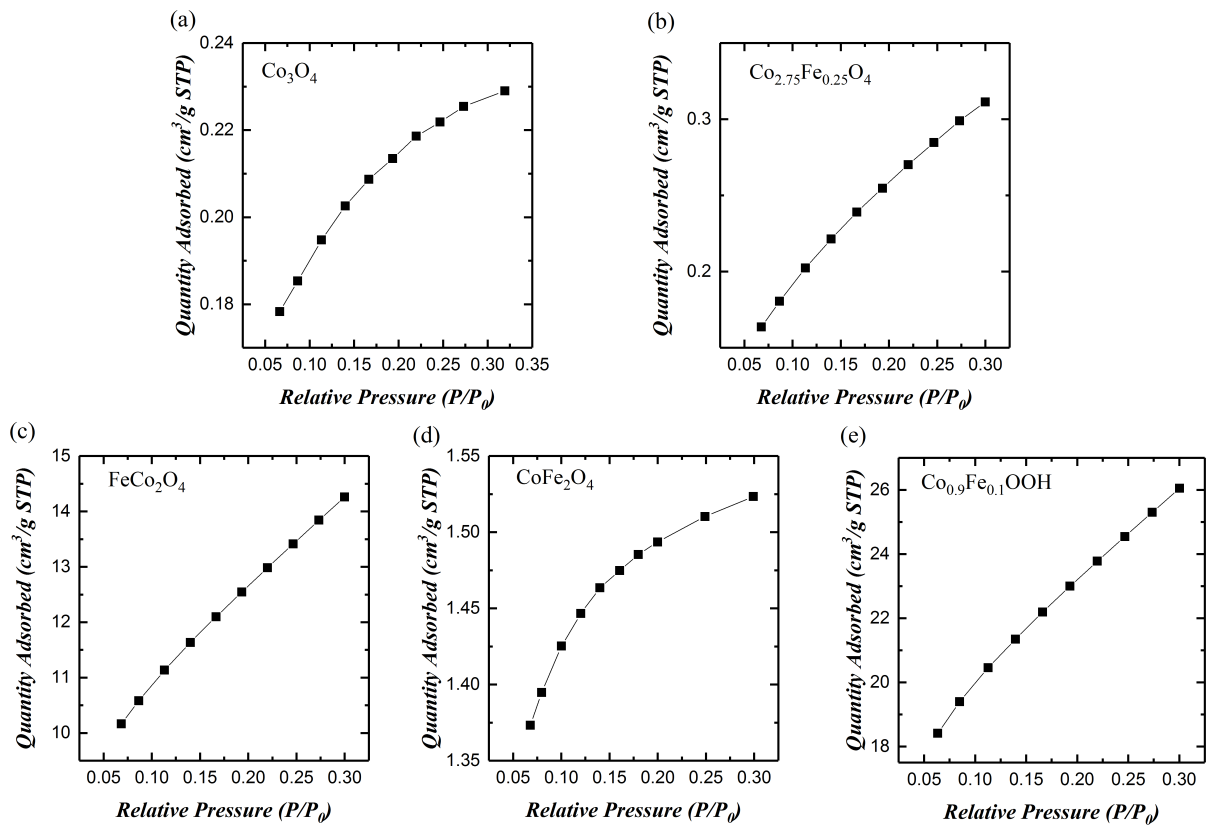 (a)
Co₃O₄
0.24
0.22
0.20
0.18
Quantity Adsorbed (cm³/g STP)
0.05 0.10 0.15 0.20 0.25 0.30 0.35
Relative Pressure (P/P₀)
(b)
Co₂.₇₅Fe₀.₂₅O₄
0.3
0.2
Quantity Adsorbed (cm³/g STP)
0.05 0.10 0.15 0.20 0.25 0.30
Relative Pressure (P/P₀)
(c)
FeCo₂O₄
15
14
13
12
11
10
Quantity Adsorbed (cm³/g STP)
0.05 0.10 0.15 0.20 0.25 0.30
Relative Pressure (P/P₀)
(d)
CoFe₂O₄
1.55
1.50
1.45
1.40
1.35
Quantity Adsorbed (cm³/g STP)
0.05 0.10 0.15 0.20 0.25 0.30
Relative Pressure (P/P₀)
(e)
Co₀.₉Fe₀.₁OOH
26
24
22
20
18
Quantity Adsorbed (cm³/g STP)
0.05 0.10 0.15 0.20 0.25 0.30
Relative Pressure (P/P₀)